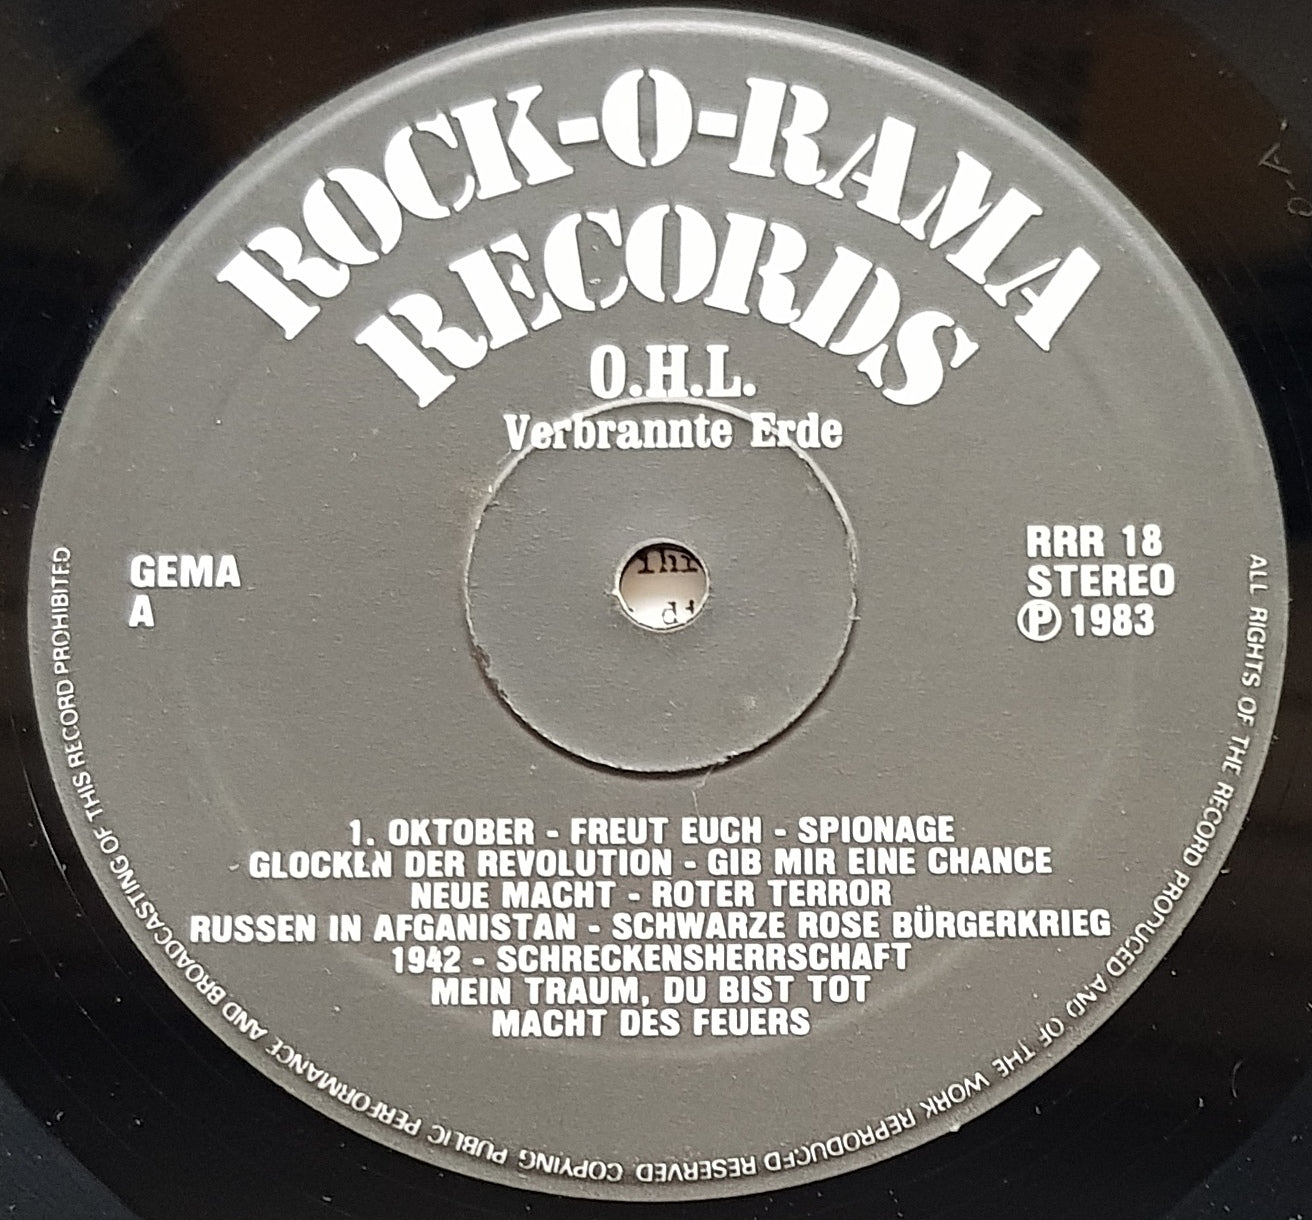 ROCK-O-RAMA
RECORDS
O.H.L.
Verbrannte Erde
GEMA
A
RRR 18
STEREO
Ⓟ 1983
1. OKTOBER - FREUT EUCH - SPIONAGE
GLOCKEN DER REVOLUTION - GIB MIR EINE CHANCE
NEUE MACHT - ROTER TERROR
RUSSEN IN AFGANISTAN - SCHWARZE ROSE BÜRGERKRIEG
1942 - SCHRECKENSHERRSCHAFT
MEIN TRAUM, DU BIST TOT
MACHT DES FEUERS
ALL RIGHTS OF THE RECORD PRODUCED AND OF THE WORK REPRODUCED RESERVED COPYING PUBLIC PERFORMANCE AND BROADCASTING OF THIS RECORD PROHIBITED